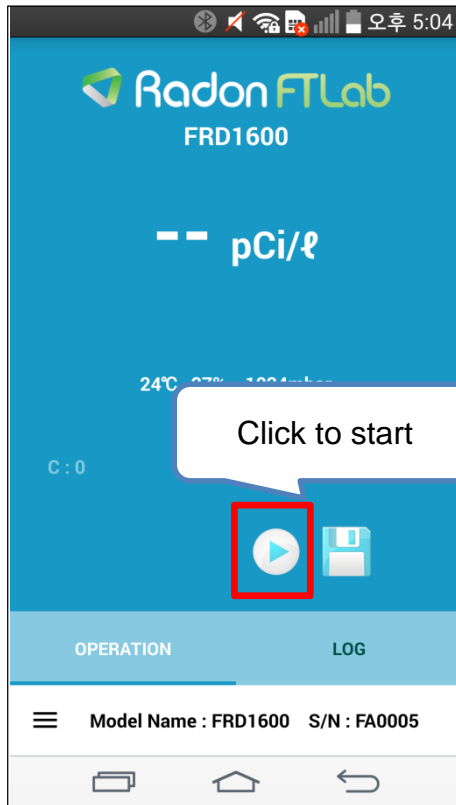 오후 5:04
Radon FTLab
FRD1600
-- pCi/ℓ
24℃
Click to start
C : 0
OPERATION LOG
Model Name : FRD1600 S/N : FA0005